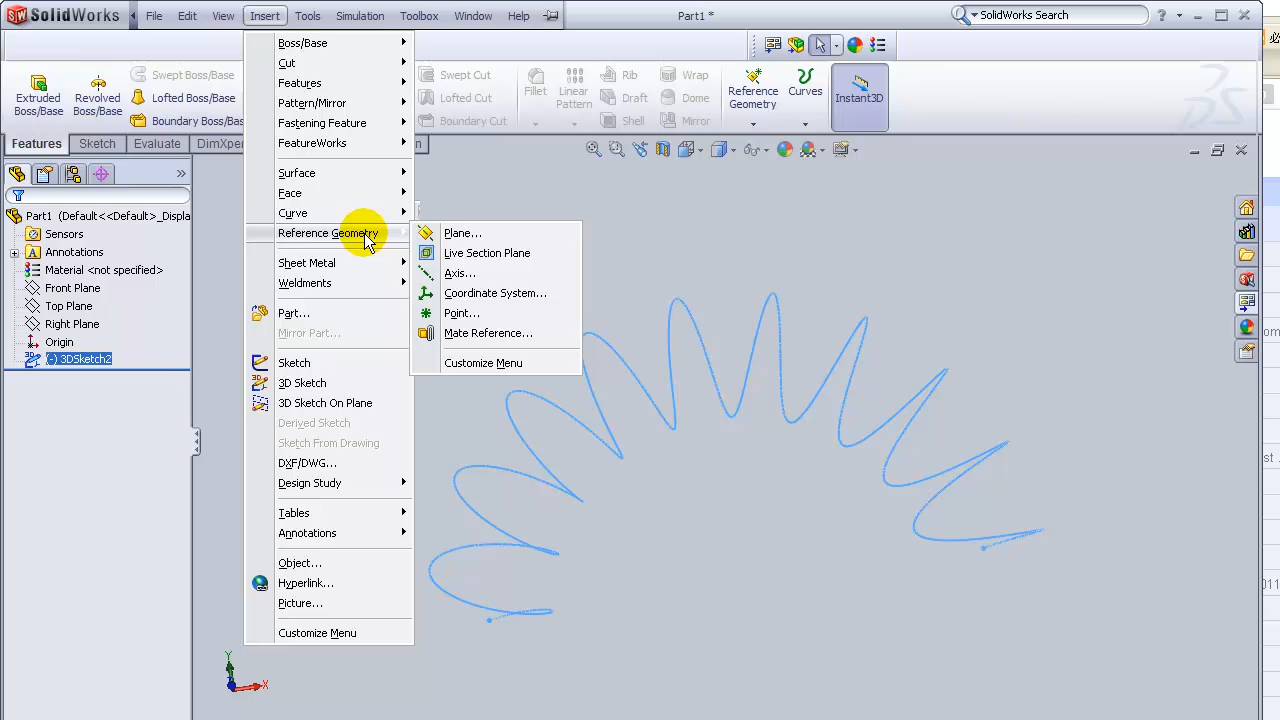 SolidWorks File Edit View Insert Tools Simulation Toolbox Window Help Part1 * SolidWorks Search ?
Extruded Boss/Base
Revolved Boss/Base
Swept Boss/Base
Lofted Boss/Base
Boundary Boss/Bas
Swept Cut
Lofted Cut
Boundary Cut
Fillet
Linear Pattern
Rib
Draft
Shell
Wrap
Dome
Mirror
Reference Geometry
Curves
Instant3D
Features Sketch Evaluate DimXper
Part1 (Default<<Default>_Displa
Sensors
Annotations
Material <not specified>
Front Plane
Top Plane
Right Plane
Origin
(-) 3DSketch2
Boss/Base
Cut
Features
Pattern/Mirror
Fastening Feature
FeatureWorks
Surface
Face
Curve
Reference Geometry
Sheet Metal
Weldments
Part...
Mirror Part...
Sketch
3D Sketch
3D Sketch On Plane
Derived Sketch
Sketch From Drawing
DXF/DWG...
Design Study
Tables
Annotations
Object...
Hyperlink...
Picture...
Customize Menu
Plane...
Live Section Plane
Axis...
Coordinate System...
Point...
Mate Reference...
Customize Menu
Y
X
om
st .
011